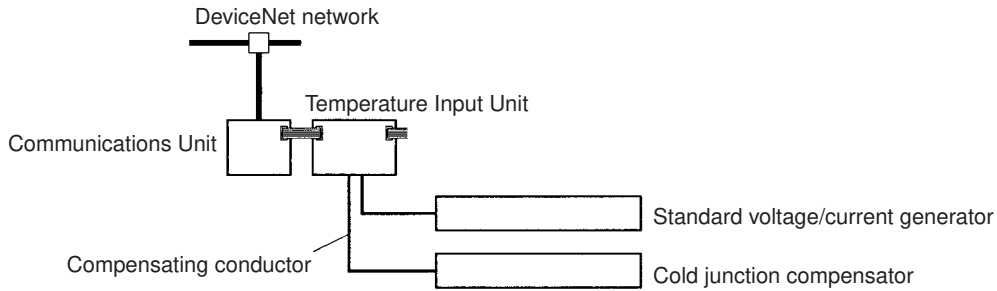 DeviceNet network
Temperature Input Unit
Communications Unit
Standard voltage/current generator
Compensating conductor
Cold junction compensator